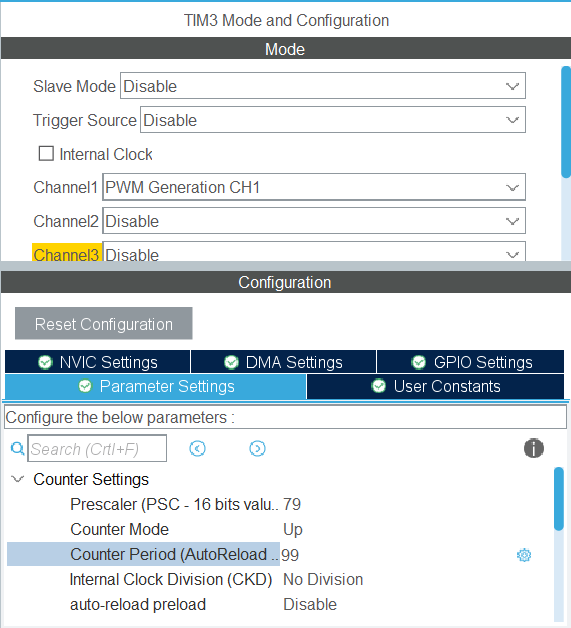 TIM3 Mode and Configuration
Mode
Slave Mode Disable
Trigger Source Disable
Internal Clock
Channel1 PWM Generation CH1
Channel2 Disable
Channel3 Disable
Configuration
Reset Configuration
NVIC Settings DMA Settings GPIO Settings
Parameter Settings User Constants
Configure the below parameters :
Search (Crtl+F)
Counter Settings
Prescaler (PSC - 16 bits valu.. 79
Counter Mode Up
Counter Period (AutoReload .. 99
Internal Clock Division (CKD) No Division
auto-reload preload Disable